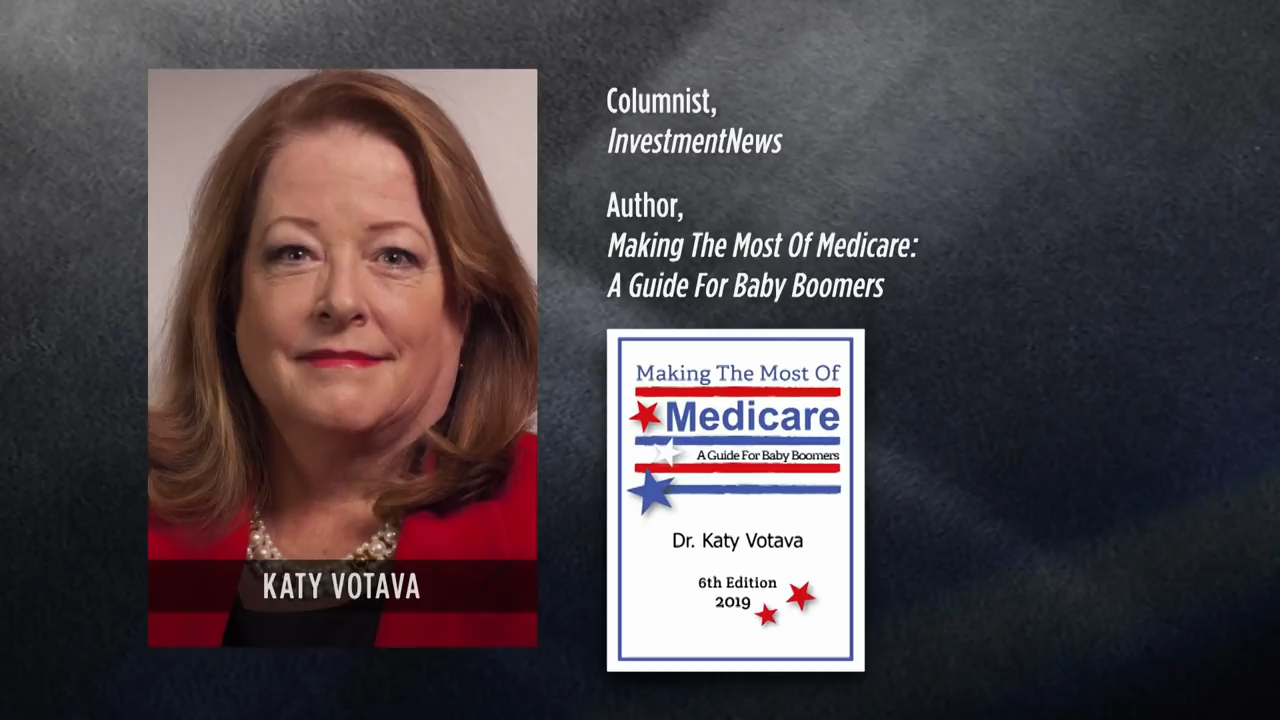 Columnist,
InvestmentNews
Author,
Making The Most Of Medicare:
A Guide For Baby Boomers
Making The Most Of
Medicare
A Guide For Baby Boomers
Dr. Katy Votava
6th Edition
2019
KATY VOTAVA